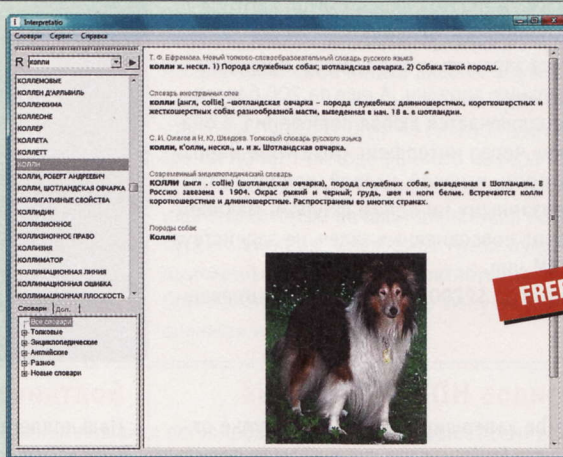 Interpretatio
Словари Сервис Справка
R колли
КОЛЛЕМОВЫЕ
КОЛЛЕН Д'АРЛЬВИЛЬ
КОЛЛЕНХИМА
КОЛЛЕОНЕ
КОЛЛЕР
КОЛЛЕТА
КОЛЛЕТТ
КОЛЛИ
КОЛЛИ, РОБЕРТ АНДРЕЕВИЧ
КОЛЛИ, ШОТЛАНДСКАЯ ОВЧАРКА
КОЛЛИГАТИВНЫЕ СВОЙСТВА
КОЛЛИДИН
КОЛЛИЗИОННОЕ
КОЛЛИЗИОННОЕ ПРАВО
КОЛЛИЗИЯ
КОЛЛИМАТОР
КОЛЛИМАЦИОННАЯ ЛИНИЯ
КОЛЛИМАЦИОННАЯ ОШИБКА
КОЛЛИМАЦИОННАЯ ПЛОСКОСТЬ
Словари Доп.
Все словари
Толковые
Энциклопедические
Английские
Разное
Новые словари
Т. Ф. Ефремова. Новый толково-словообразовательный словарь русского языка
колли м. нескл. 1) Порода служебных собак; шотландская овчарка. 2) Собака такой породы.
Словарь иностранных слов
колли [англ, collie] –шотландская овчарка – порода служебных длинношерстных, короткошерстных и
жесткошерстных собак разнообразной масти, выведенная в нач. 18 в. в шотландии.
С. И. Ожегов и Н. Ю, Шведова. Толковый словарь русского языка
колли, к'олли, нескл., м. и ж. Шотландская овчарка.
Современный энциклопедический словарь
КОЛЛИ (англ . collie) (шотландская овчарка), порода служебных собак, выведенная в Шотландии. В
Россию завезена в 1904. Окрас рыжий и черный; грудь, шея и ноги белые. Встречаются колли
короткошерстные и длинношерстные. Распространены во многих странах.
Породы собак
Колли